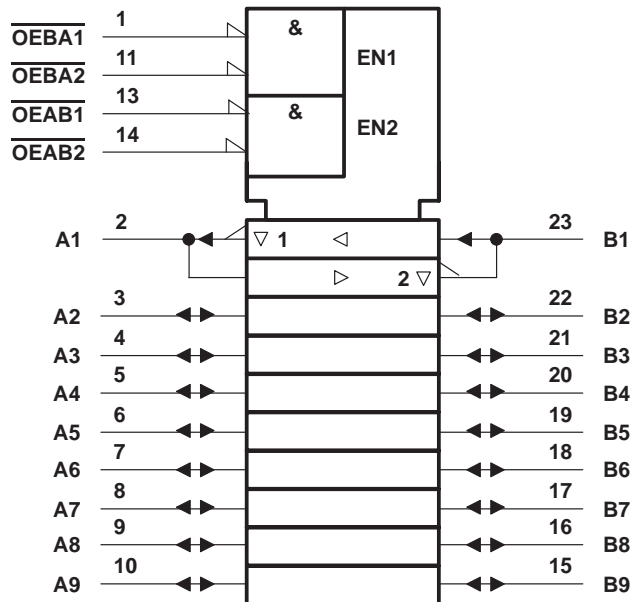 OEBA1 1 &
OEBA2 11 EN1
OEAB1 13 & EN2
OEAB2 14
A1 2 1 23 B1
2
A2 3 22 B2
A3 4 21 B3
A4 5 20 B4
A5 6 19 B5
A6 7 18 B6
A7 8 17 B7
A8 9 16 B8
A9 10 15 B9